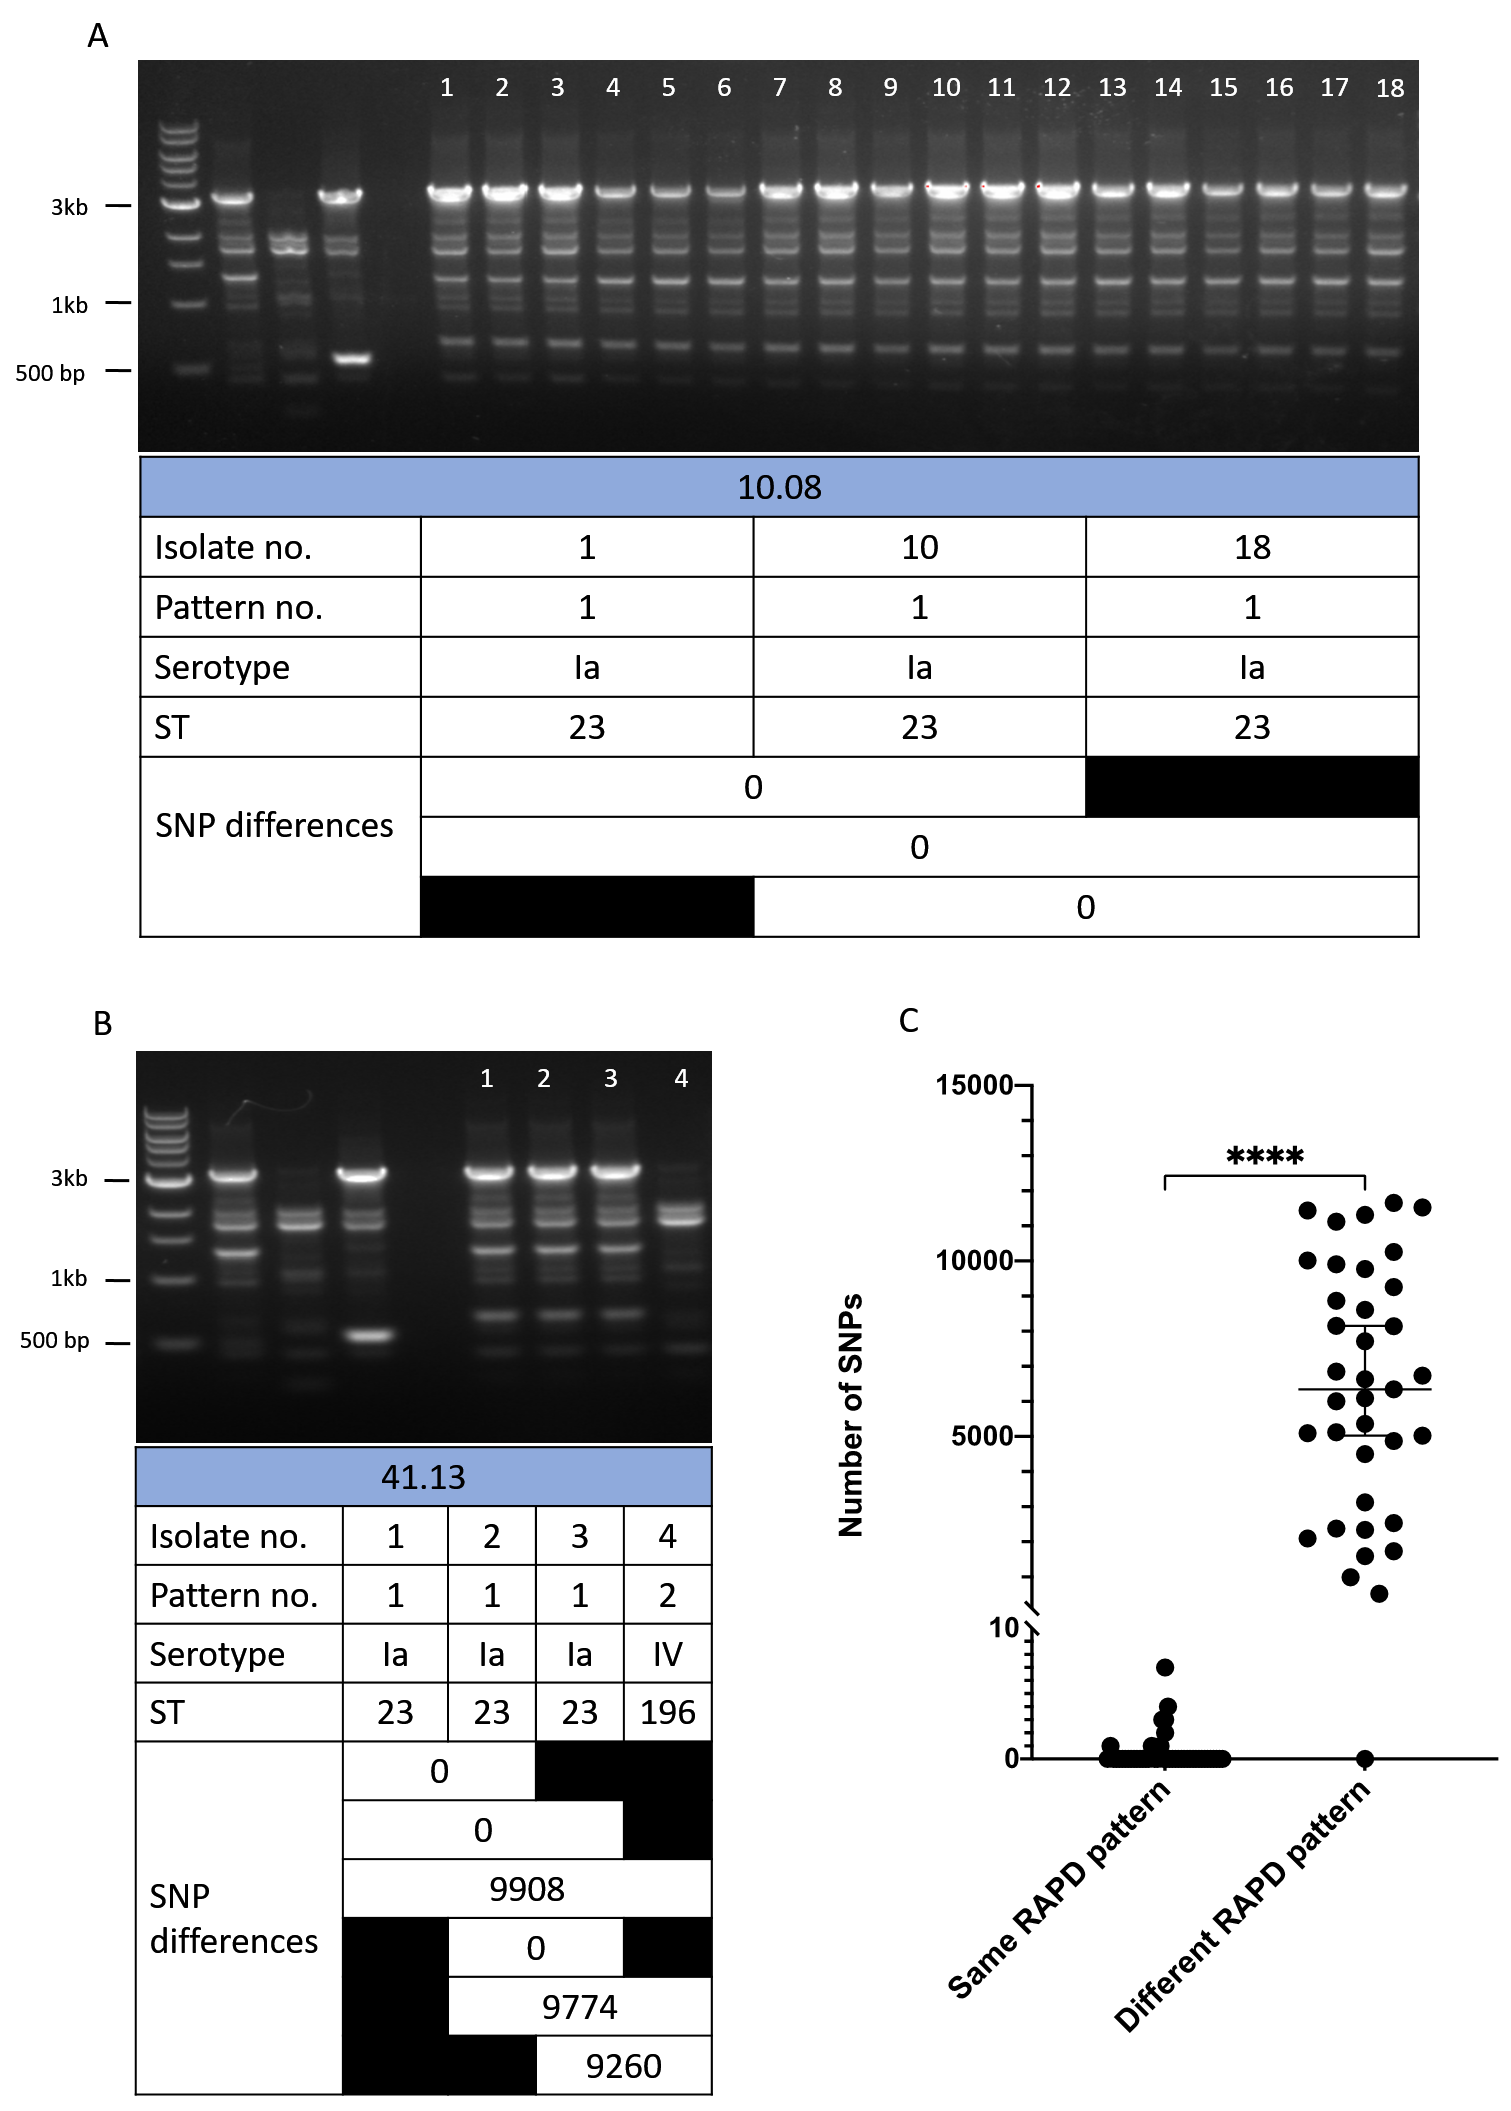 A
1 2 3 4 5 6 7 8 9 10 11 12 13 14 15 16 17 18
3kb
1kb
500 bp
10.08
Isolate no. 1 10 18
Pattern no. 1 1 1
Serotype Ia Ia Ia
ST 23 23 23
SNP differences
0
0
0
B
1 2 3 4
3kb
1kb
500 bp
41.13
Isolate no. 1 2 3 4
Pattern no. 1 1 1 2
Serotype Ia Ia Ia IV
ST 23 23 23 196
SNP
differences
0
0
9908
0
9774
9260
C
15000
10000
5000
10
0
Number of SNPs
****
Same RAPD pattern
Different RAPD pattern